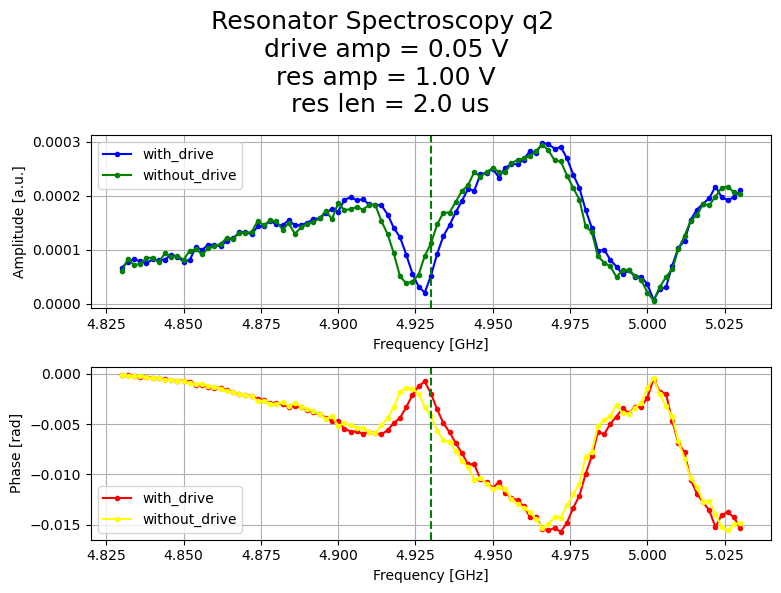 Resonator Spectroscopy q2
drive amp = 0.05 V
res amp = 1.00 V
res len = 2.0 us
0.0003
0.0002
0.0001
0.0000
Amplitude [a.u.]
with_drive
without_drive
4.825 4.850 4.875 4.900 4.925 4.950 4.975 5.000 5.025
Frequency [GHz]
0.000
−0.005
−0.010
−0.015
Phase [rad]
with_drive
without_drive
4.825 4.850 4.875 4.900 4.925 4.950 4.975 5.000 5.025
Frequency [GHz]